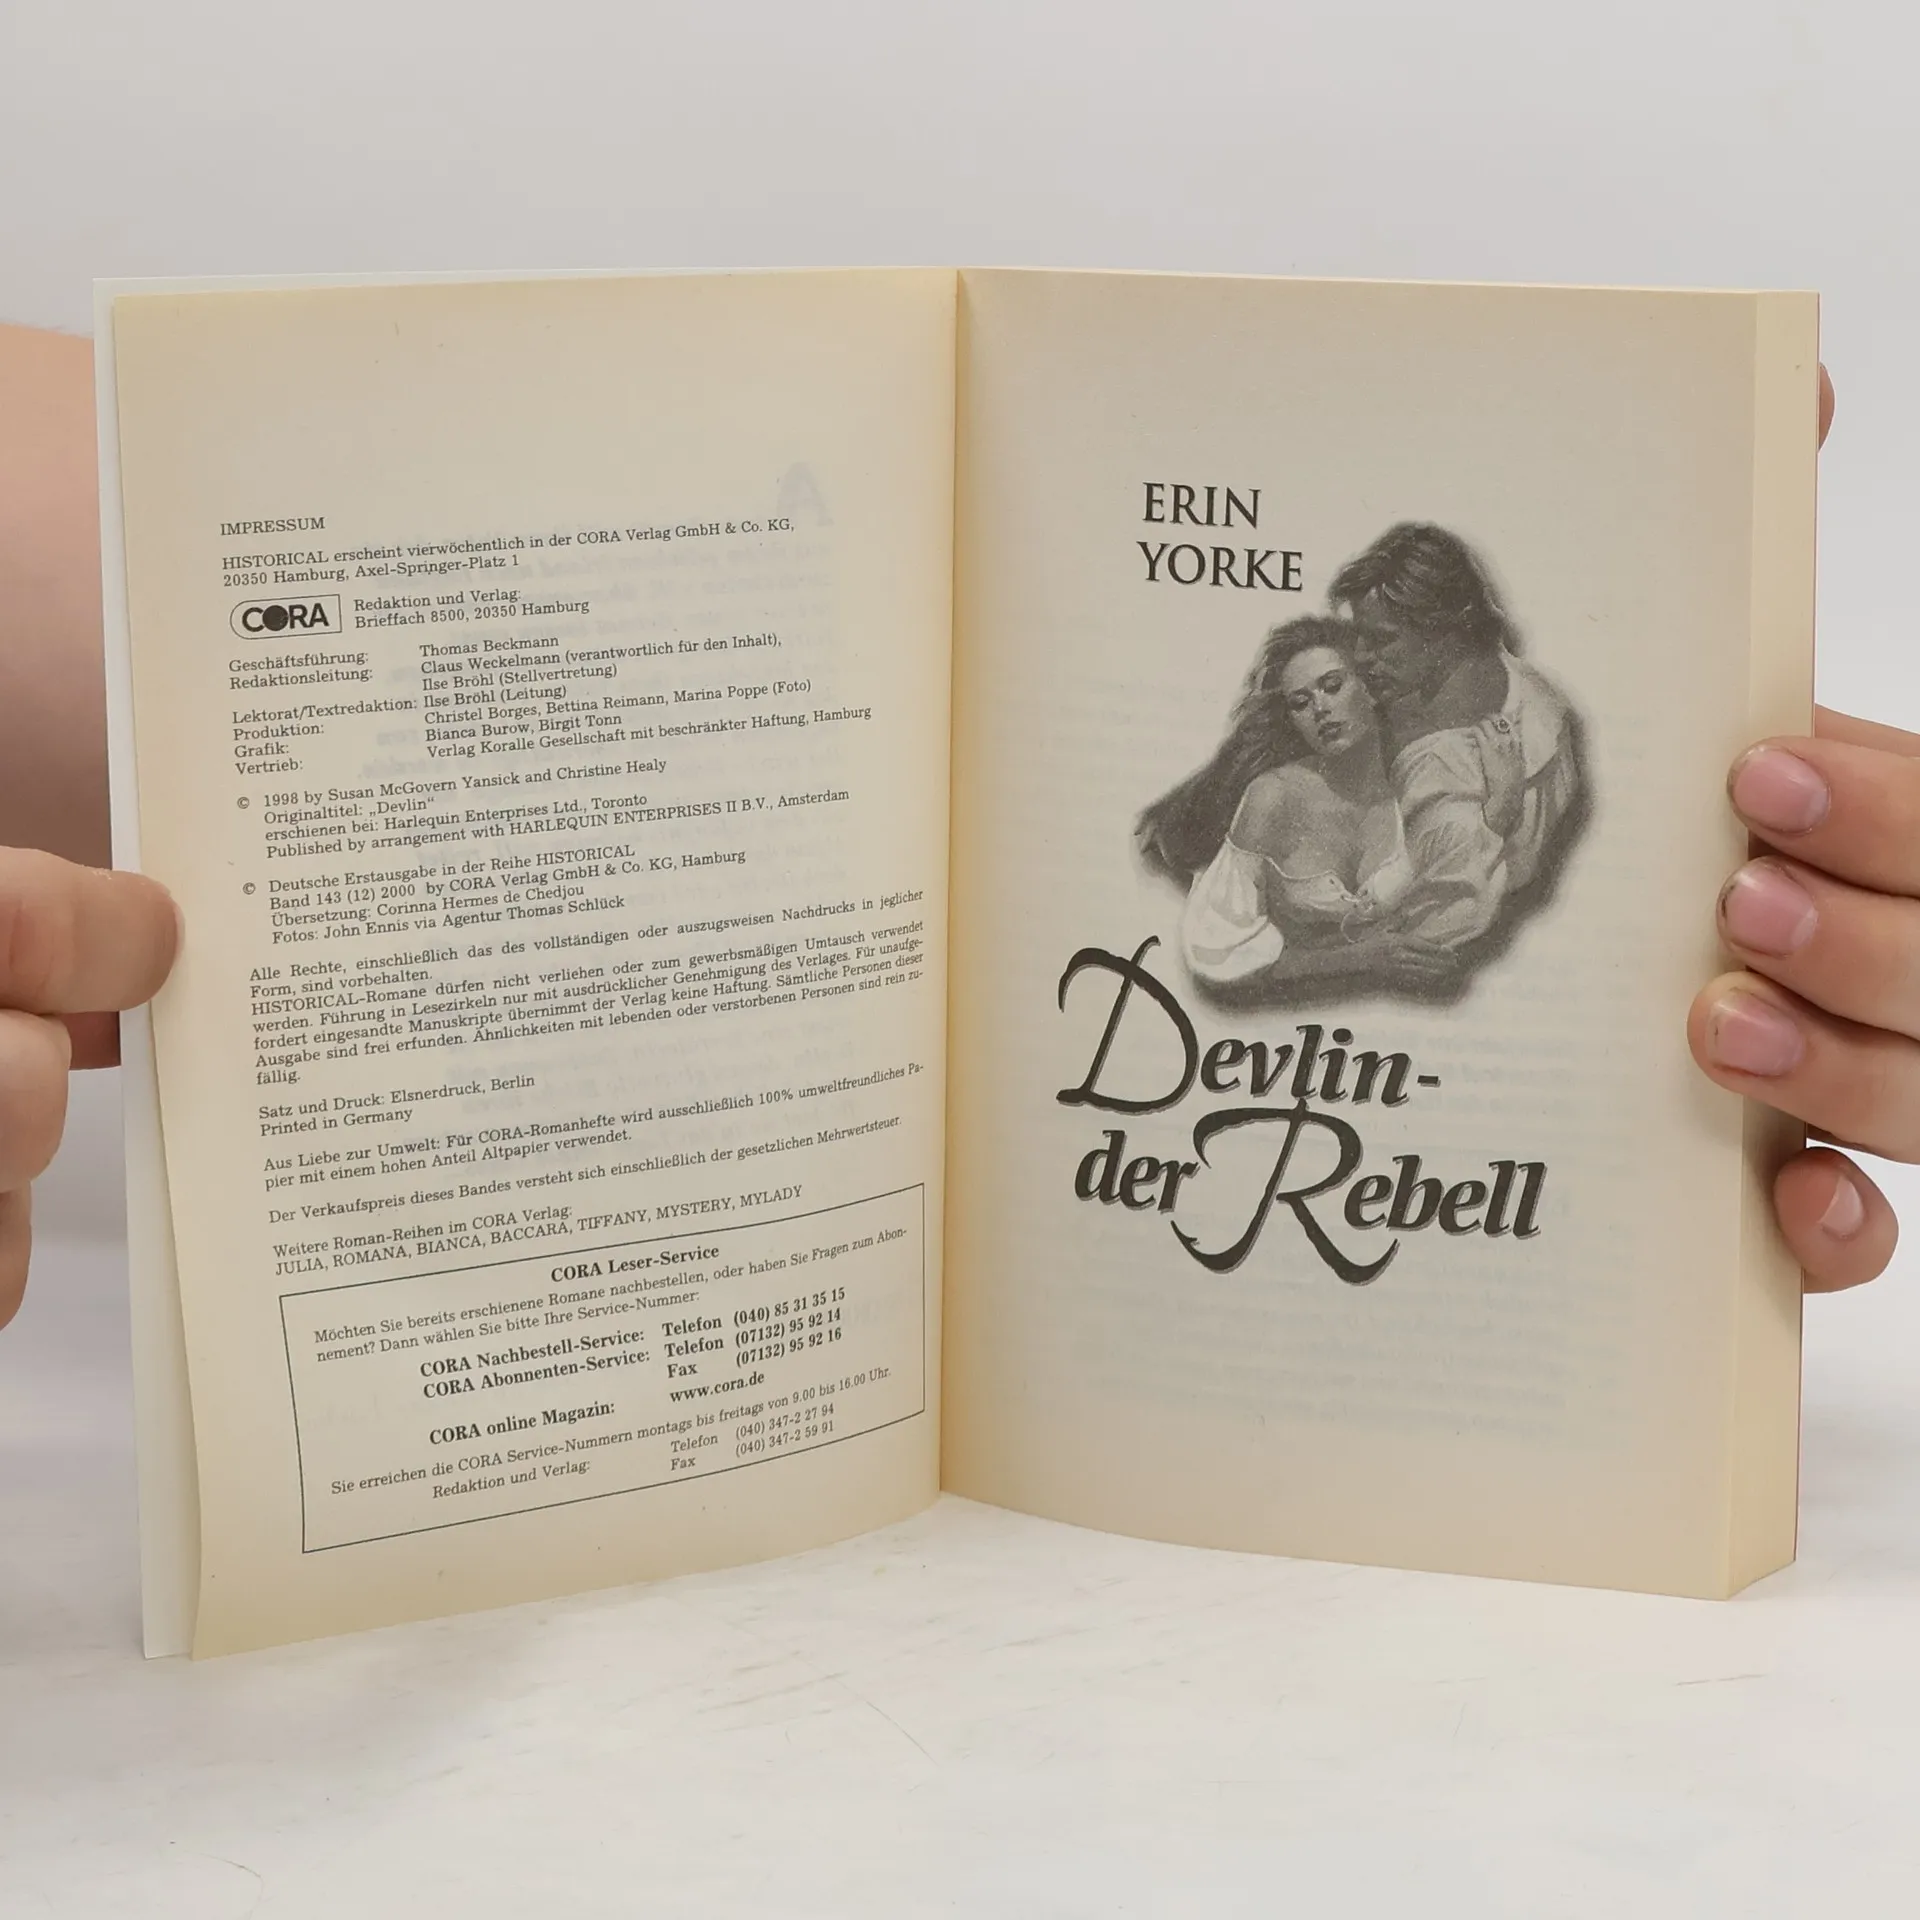 IMPRESSUM
HISTORICAL erscheint vierwöchentlich in der CORA Verlag GmbH & Co. KG,
20350 Hamburg, Axel-Springer-Platz 1
CORA
Redaktion und Verlag:
Brieffach 8500, 20350 Hamburg
Geschäftsführung: Thomas Beckmann
Redaktionsleitung: Claus Weckelmann (verantwortlich für den Inhalt),
Ilse Bröhl (Stellvertretung)
Lektorat/Textredaktion: Ilse Bröhl (Leitung)
Produktion: Christel Borges, Bettina Reimann, Marina Poppe (Foto)
Grafik: Bianca Burow, Birgit Tonn
Vertrieb: Verlag Koralle Gesellschaft mit beschränkter Haftung, Hamburg
© 1998 by Susan McGovern Yansick and Christine Healy
Originaltitel: „Devlin“
erschienen bei: Harlequin Enterprises Ltd., Toronto
Published by arrangement with HARLEQUIN ENTERPRISES II B.V., Amsterdam
© Deutsche Erstausgabe in der Reihe HISTORICAL
Band 143 (12) 2000 by CORA Verlag GmbH & Co. KG, Hamburg
Übersetzung: Corinna Hermes de Chedjou
Fotos: John Ennis via Agentur Thomas Schlück
Alle Rechte, einschließlich das des vollständigen oder auszugsweisen Nachdrucks in jeglicher
Form, sind vorbehalten.
HISTORICAL-Romane dürfen nicht verliehen oder zum gewerbsmäßigen Umtausch verwendet
werden. Führung in Lesezirkeln nur mit ausdrücklicher Genehmigung des Verlages. Für unaufge-
fordert eingesandte Manuskripte übernimmt der Verlag keine Haftung. Sämtliche Personen dieser
Ausgabe sind frei erfunden. Ähnlichkeiten mit lebenden oder verstorbenen Personen sind rein zu-
fällig.
Satz und Druck: Elsnerdruck, Berlin
Printed in Germany
Aus Liebe zur Umwelt: Für CORA-Romanhefte wird ausschließlich 100% umweltfreundliches Pa-
pier mit einem hohen Anteil Altpapier verwendet.
Der Verkaufspreis dieses Bandes versteht sich einschließlich der gesetzlichen Mehrwertsteuer.
Weitere Roman-Reihen im CORA Verlag:
JULIA, ROMANA, BIANCA, BACCARA, TIFFANY, MYSTERY, MYLADY
CORA Leser-Service
Möchten Sie bereits erschienene Romane nachbestellen, oder haben Sie Fragen zum Abon-
nement? Dann wählen Sie bitte Ihre Service-Nummer:
CORA Nachbestell-Service: Telefon (040) 85 31 35 15
CORA Abonnenten-Service: Telefon (07132) 95 92 14
Fax (07132) 95 92 16
CORA online Magazin: www.cora.de
Sie erreichen die CORA Service-Nummern montags bis freitags von 9.00 bis 16.00 Uhr.
Redaktion und Verlag: Telefon (040) 347-2 27 94
Fax (040) 347-2 59 91
ERIN
YORKE
Devlin-
der Rebell